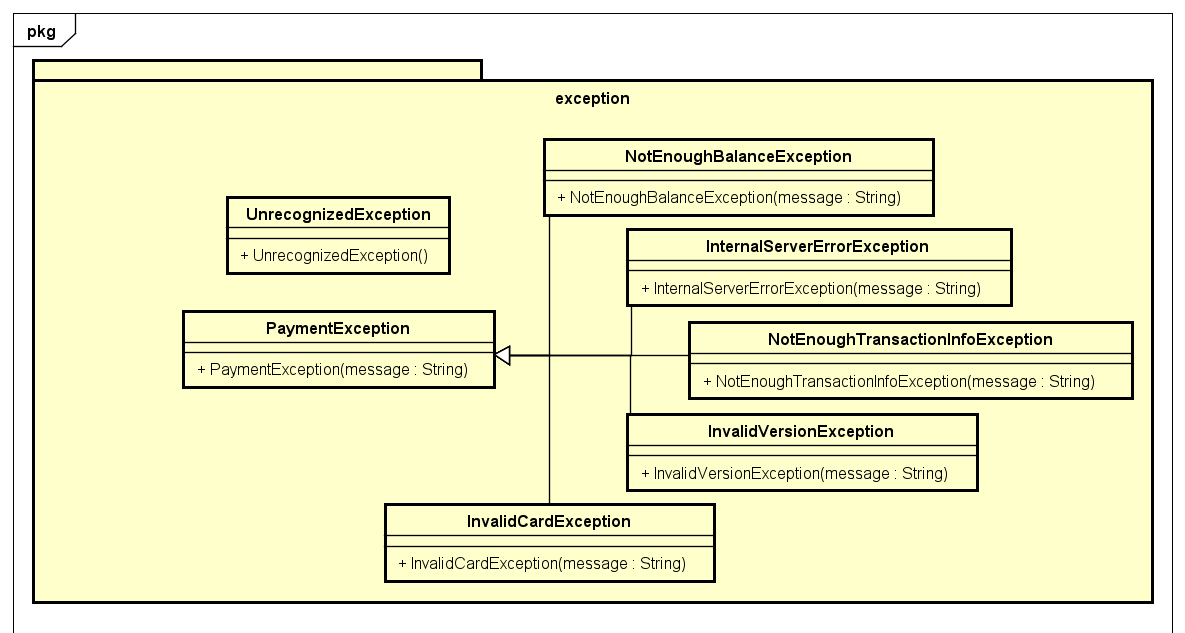 pkg
exception
NotEnoughBalanceException
+ NotEnoughBalanceException(message : String)
UnrecognizedException
+ UnrecognizedException()
InternalServerErrorException
+ InternalServerErrorException(message : String)
PaymentException
+ PaymentException(message : String)
NotEnoughTransactionInfoException
+ NotEnoughTransactionInfoException(message : String)
InvalidVersionException
+ InvalidVersionException(message : String)
InvalidCardException
+ InvalidCardException(message : String)